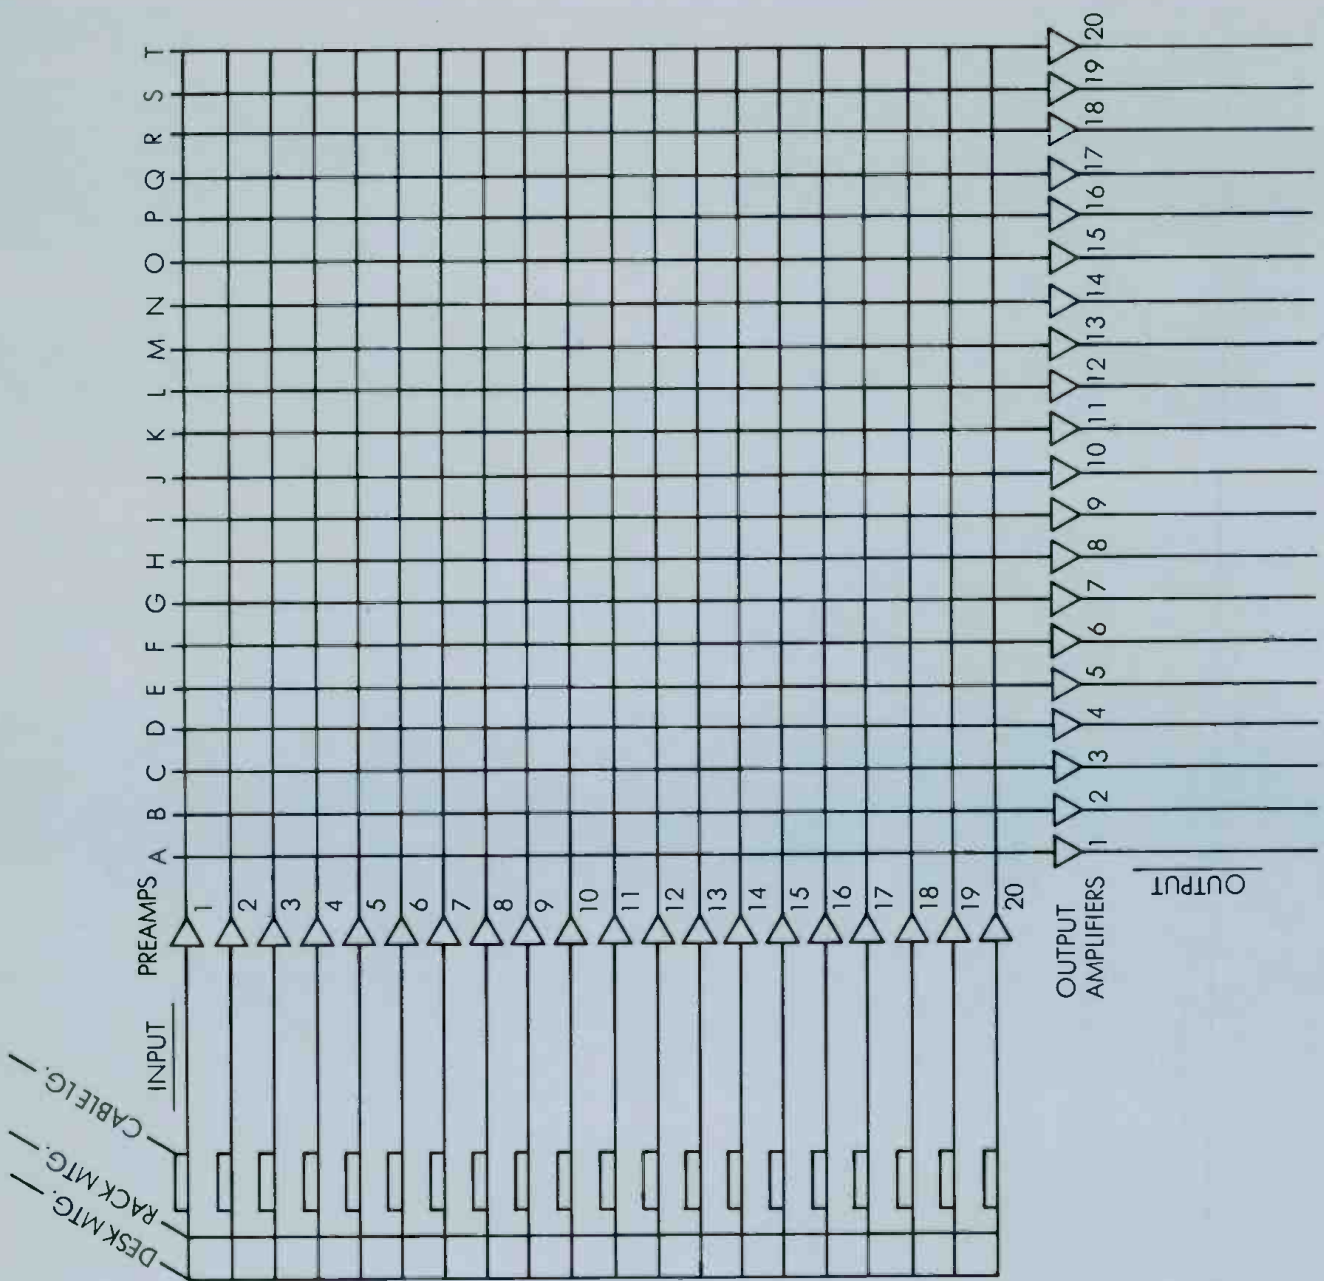 T
S
R
Q
P
O
N
M
L
K
J
I
H
G
F
E
D
C
B
A
20
19
18
17
16
15
14
13
12
11
10
9
8
7
6
5
4
3
2
1
PREAMPS
1
2
3
4
5
6
7
8
9
10
11
12
13
14
15
16
17
18
19
20
OUTPUT
AMPLIFIERS
OUTPUT
INPUT
CABLE LG.
RACK MTG.
DESK MTG.